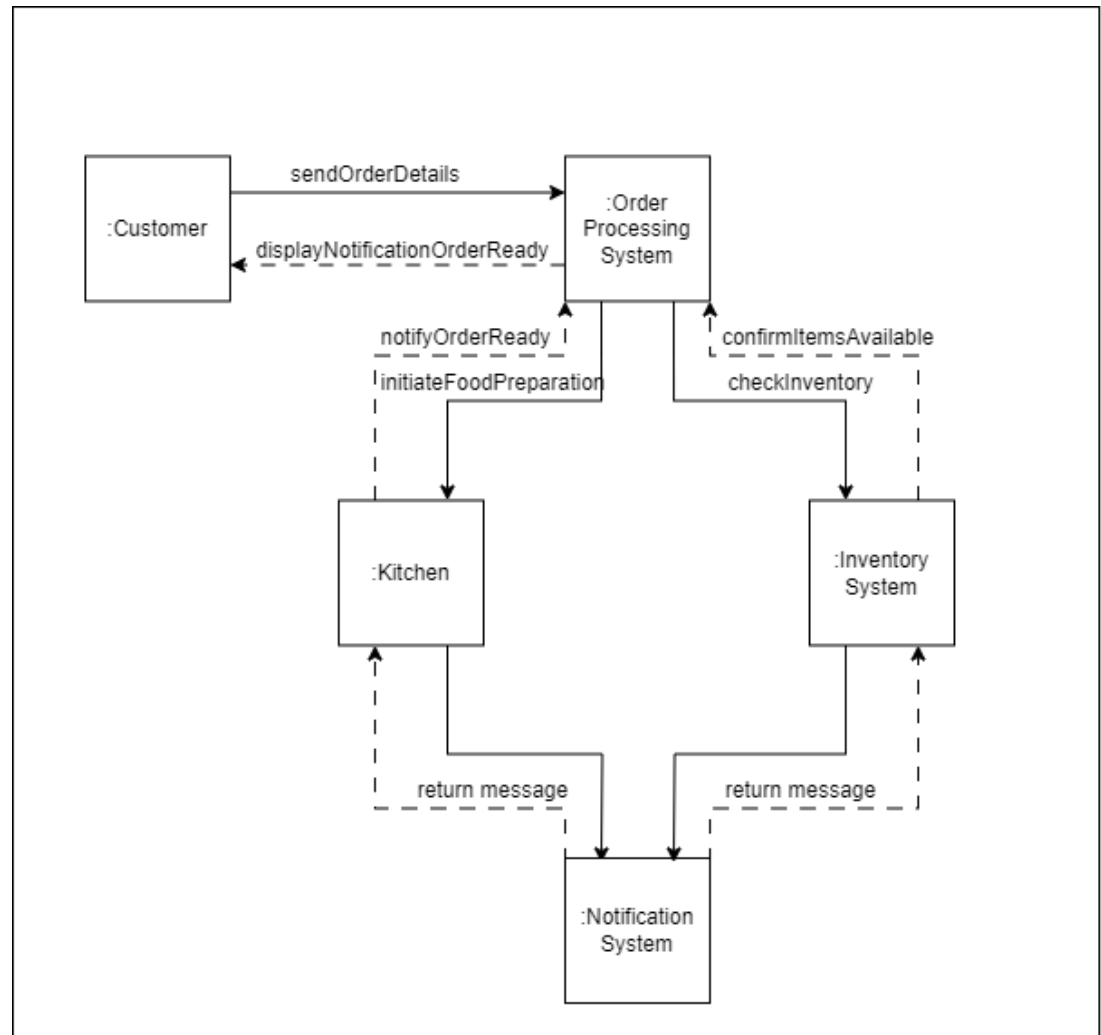 sendOrderDetails
:Customer
:Order
Processing
System
displayNotificationOrderReady
notifyOrderReady
confirmItemsAvailable
initiateFoodPreparation
checkInventory
:Kitchen
:Inventory
System
return message
return message
:Notification
System